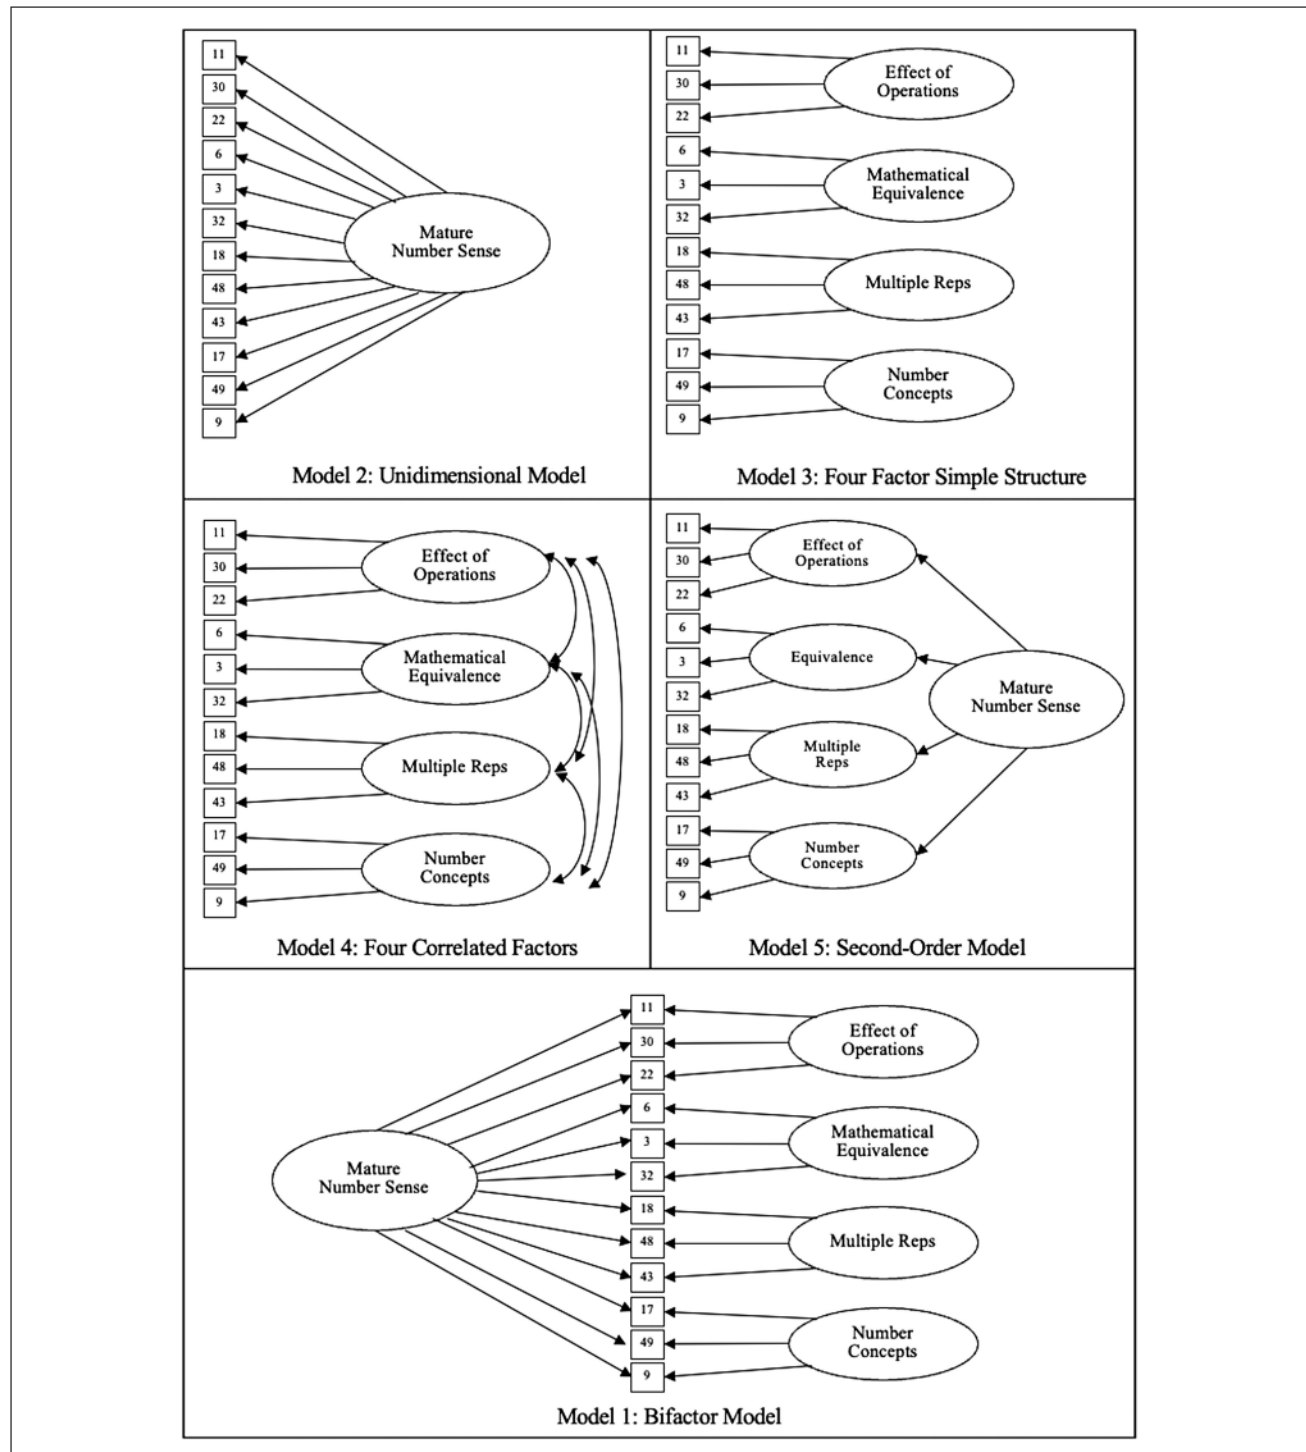 11
30
22
6
3
32
18
48
43
17
49
9
Mature
Number Sense
Model 2: Unidimensional Model
11
30
22
6
3
32
18
48
43
17
49
9
Effect of
Operations
Mathematical
Equivalence
Multiple Reps
Number
Concepts
Model 3: Four Factor Simple Structure
11
30
22
6
3
32
18
48
43
17
49
9
Effect of
Operations
Mathematical
Equivalence
Multiple Reps
Number
Concepts
Model 4: Four Correlated Factors
11
30
22
6
3
32
18
48
43
17
49
9
Effect of
Operations
Equivalence
Multiple
Reps
Number
Concepts
Mature
Number Sense
Model 5: Second-Order Model
Mature
Number Sense
11
30
22
6
3
32
18
48
43
17
49
9
Effect of
Operations
Mathematical
Equivalence
Multiple Reps
Number
Concepts
Model 1: Bifactor Model